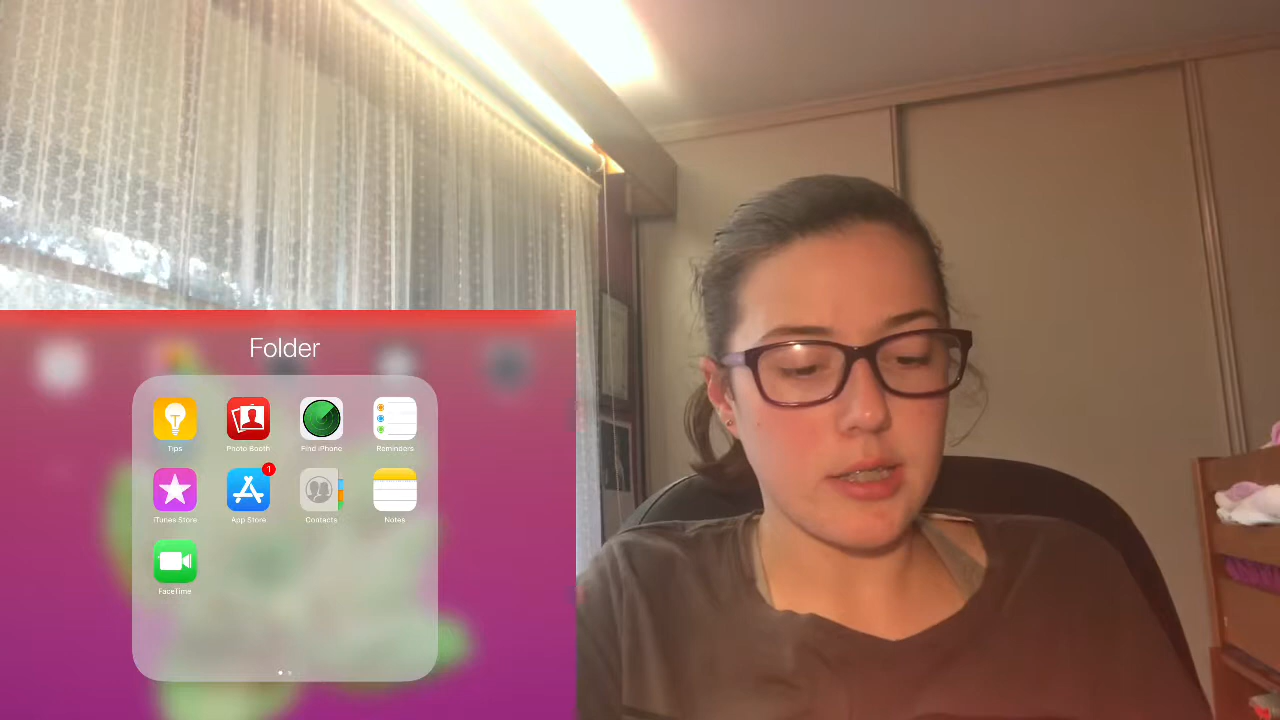 Folder
Tips
Photo Booth
Find iPhone
Reminders
iTunes Store
1
App Store
Contacts
Notes
FaceTime